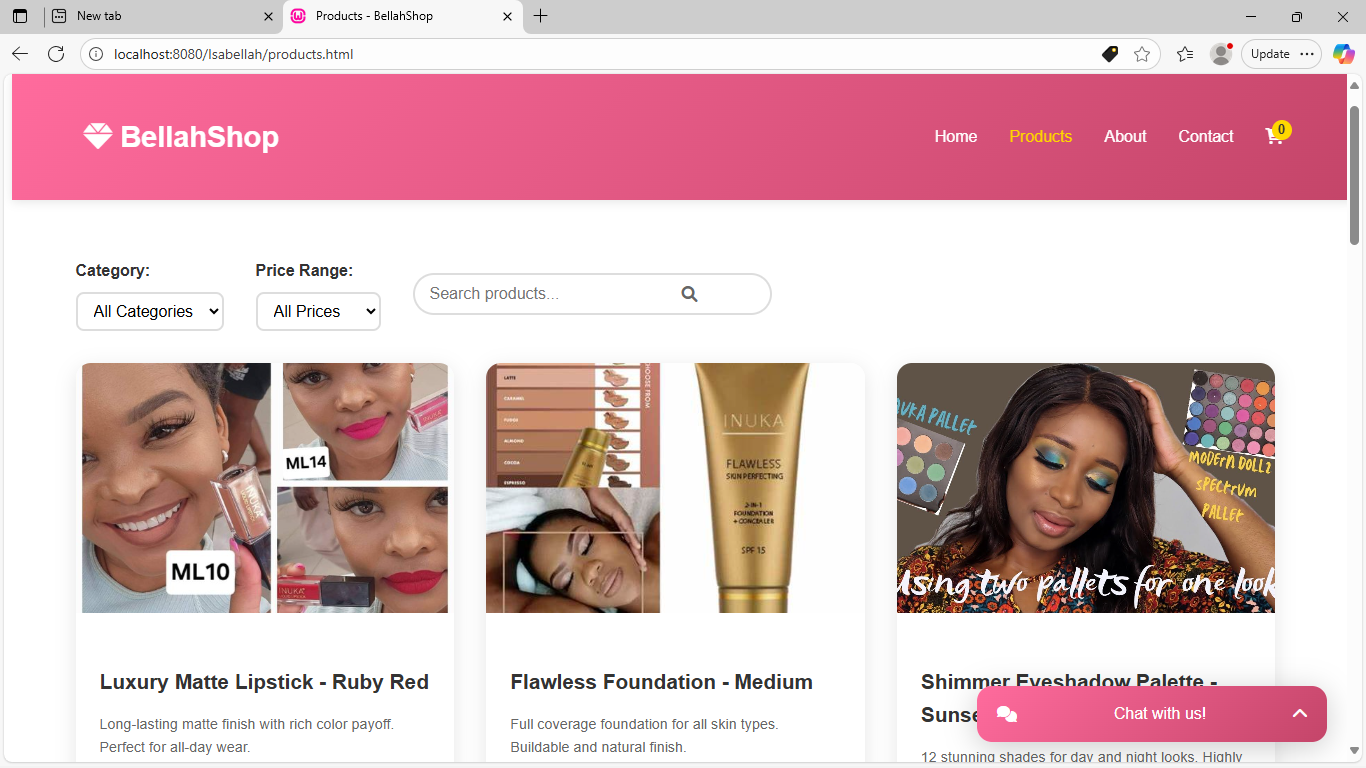 New tab
Products - BellahShop
localhost:8080/Isabellah/products.html
Update
BellahShop
Home Products About Contact 0
Category:
Price Range:
All Categories
All Prices
Search products...
ML14
ML10
INUKA
LATTE
CARAMEL
FUDGE
ALMOND
COCOA
ESPRESSO
CHOOSE FROM
INUKA
FLAWLESS
SKIN PERFECTING
2-IN-1
FOUNDATION
+ CONCEALER
SPF 15
PALLET
MODERN DOLLZ
SPECTRUM
PALLET
Using two pallets for one look
Luxury Matte Lipstick - Ruby Red
Long-lasting matte finish with rich color payoff.
Perfect for all-day wear.
Flawless Foundation - Medium
Full coverage foundation for all skin types.
Buildable and natural finish.
Shimmer Eyeshadow Palette -
Sunse
12 stunning shades for day and night looks. Highly
Chat with us!